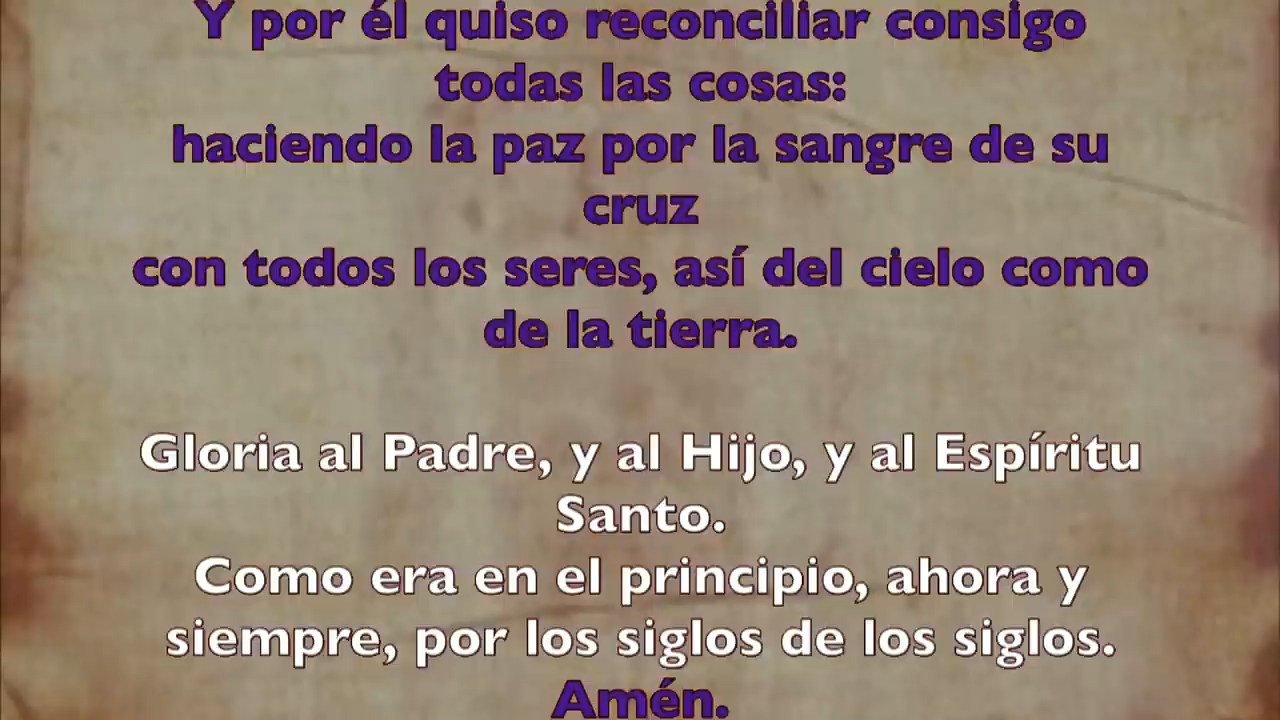 Y por él quiso reconciliar consigo
todas las cosas:
haciendo la paz por la sangre de su
cruz
con todos los seres, así del cielo como
de la tierra.
Gloria al Padre, y al Hijo, y al Espíritu
Santo.
Como era en el principio, ahora y
siempre, por los siglos de los siglos.
Amén.